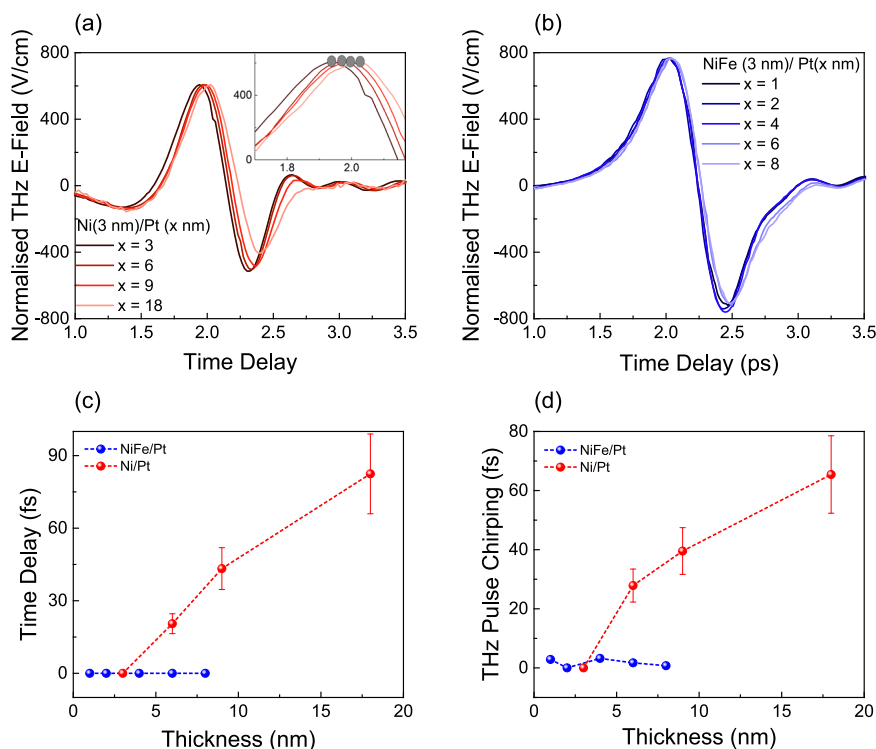 (a)
Normalised THz E-Field (V/cm)
800
400
0
-400
-800
1.0 1.5 2.0 2.5 3.0 3.5
Time Delay
Ni(3 nm)/Pt (x nm)
x = 3
x = 6
x = 9
x = 18
400
0
1.8 2.0
(b)
Normalised THz E-Field (V/cm)
800
400
0
-400
-800
1.0 1.5 2.0 2.5 3.0 3.5
Time Delay (ps)
NiFe (3 nm)/ Pt(x nm)
x = 1
x = 2
x = 4
x = 6
x = 8
(c)
Time Delay (fs)
90
60
30
0
0 5 10 15 20
Thickness (nm)
NiFe/Pt
Ni/Pt
(d)
THz Pulse Chirping (fs)
80
60
40
20
0
0 5 10 15 20
Thickness (nm)
NiFe/Pt
Ni/Pt